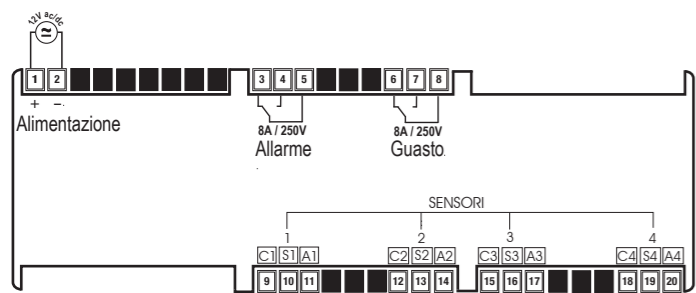 12V ac/dc
1 2 3 4 5 6 7 8
+ –.
Alimentazione
8A / 250V 8A / 250V
Allarme Guasto.
SENSORI
1 2 3 4
C1 S1 A1 C2 S2 A2 C3 S3 A3 C4 S4 A4
9 10 11 12 13 14 15 16 17 18 19 20